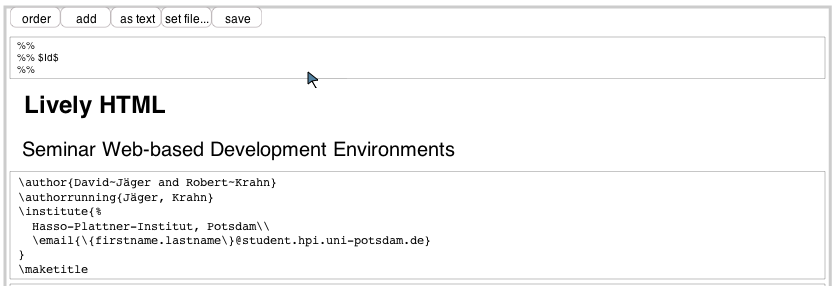 order add as text set file... save
%%
%% $Id$
%%
Lively HTML
Seminar Web-based Development Environments
\author{David~Jäger and Robert~Krahn}
\authorrunning{Jäger, Krahn}
\institute{%
  Hasso-Plattner-Institut, Potsdam\\
  \email{\{firstname.lastname\}@student.hpi.uni-potsdam.de}
}
\maketitle